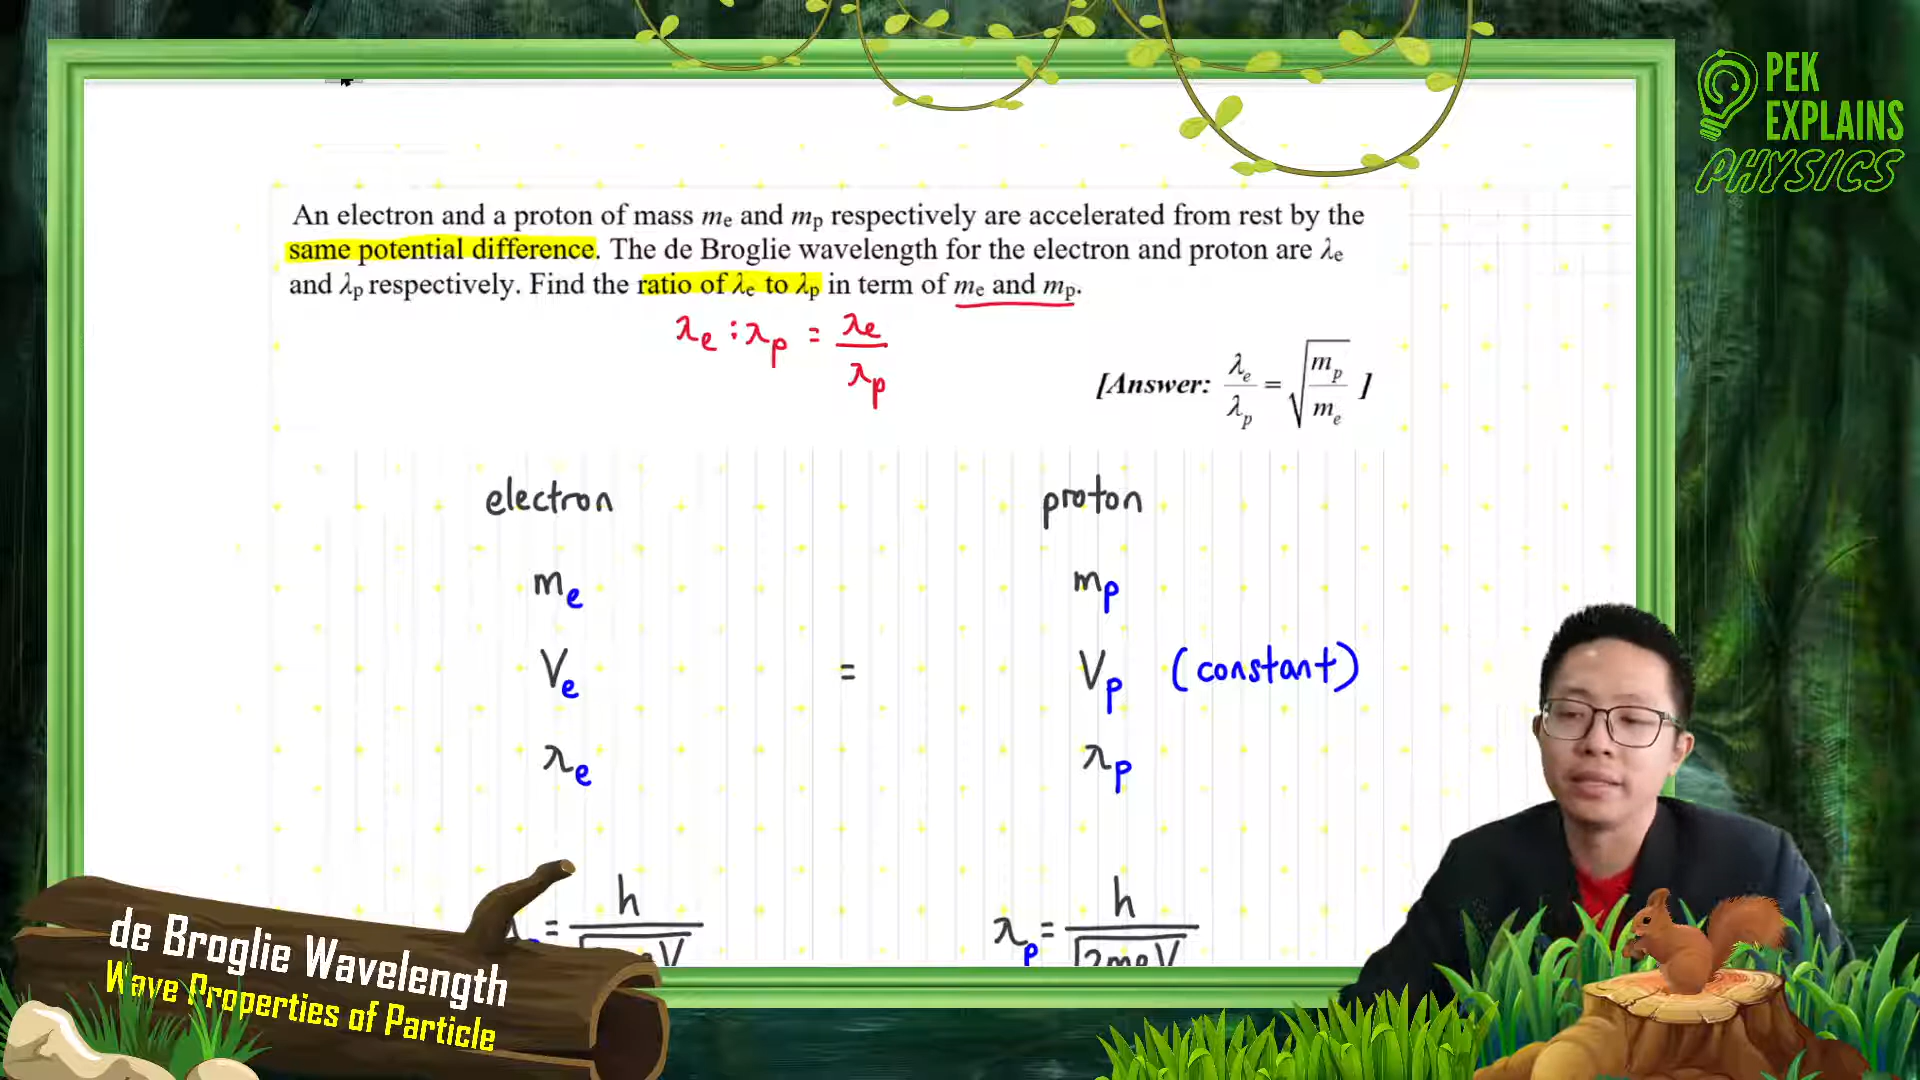 PEK
EXPLAINS
PHYSICS
An electron and a proton of mass mₑ and mₚ respectively are accelerated from rest by the
same potential difference. The de Broglie wavelength for the electron and proton are λₑ
and λₚ respectively. Find the ratio of λₑ to λₚ in term of mₑ and mₚ.
λₑ : λₚ = λₑ / λₚ
[Answer: λₑ / λₚ = √(mₚ / mₑ) ]
electron proton
mₑ mₚ
Vₑ = Vₚ (constant)
λₑ λₚ
= h / √ V λₚ = h / √2meV
de Broglie Wavelength
Wave Properties of Particle